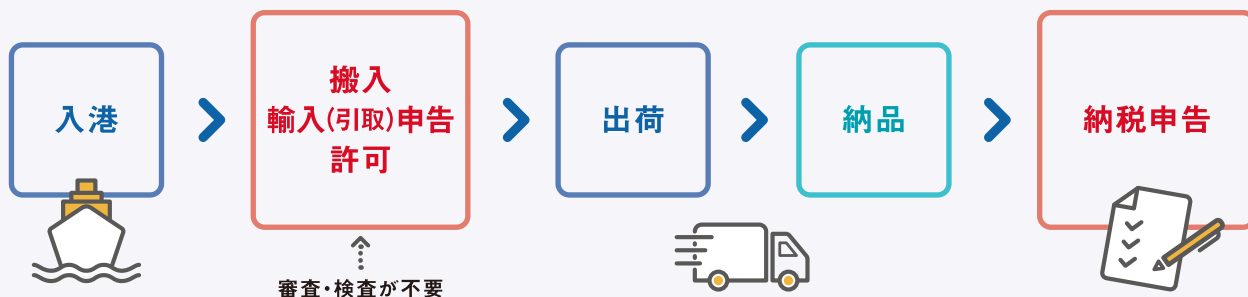 入港
搬入
輸入(引取)申告
許可
審査・検査が不要
出荷
納品
納税申告